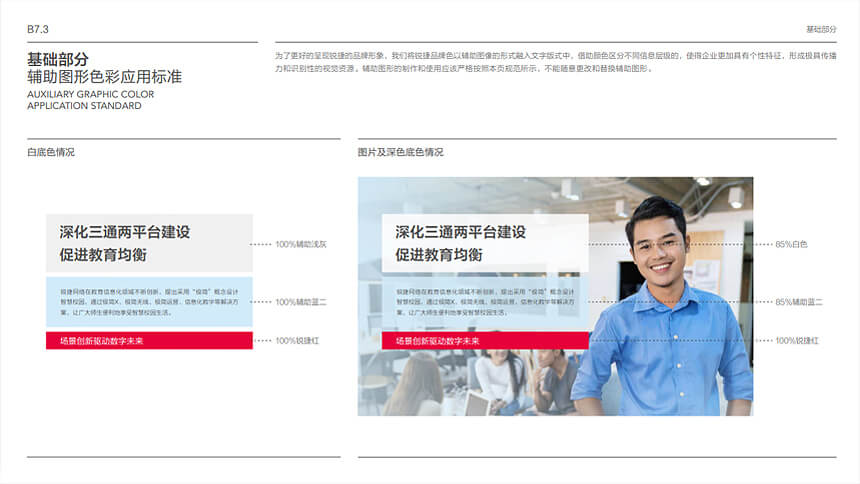 B7.3
基础部分
基础部分
辅助图形色彩应用标准
AUXILIARY GRAPHIC COLOR
APPLICATION STANDARD
为了更好的呈现锐捷的品牌形象，我们将锐捷品牌色以辅助图像的形式融入文字版式中，借助颜色区分不同信息层级的，使得企业更加具有个性特征，形成极具传播
力和识别性的视觉资源。辅助图形的制作和使用应该严格按照本页规范所示，不能随意更改和替换辅助图形。
白底色情况
深化三通两平台建设
促进教育均衡
100%辅助浅灰
锐捷网络在教育信息化领域不断创新，提出采用“极简”概念设计
智慧校园。通过极简X、极简无线、极简运营、信息化教学等解决方
案，让广大师生便利地享受智慧校园生活。
100%辅助蓝二
场景创新驱动数字未来
100%锐捷红
图片及深色底色情况
深化三通两平台建设
促进教育均衡
85%白色
锐捷网络在教育信息化领域不断创新，提出采用“极简”概念设计
智慧校园。通过极简X、极简无线、极简运营、信息化教学等解决方
案，让广大师生便利地享受智慧校园生活。
85%辅助蓝二
场景创新驱动数字未来
100%锐捷红